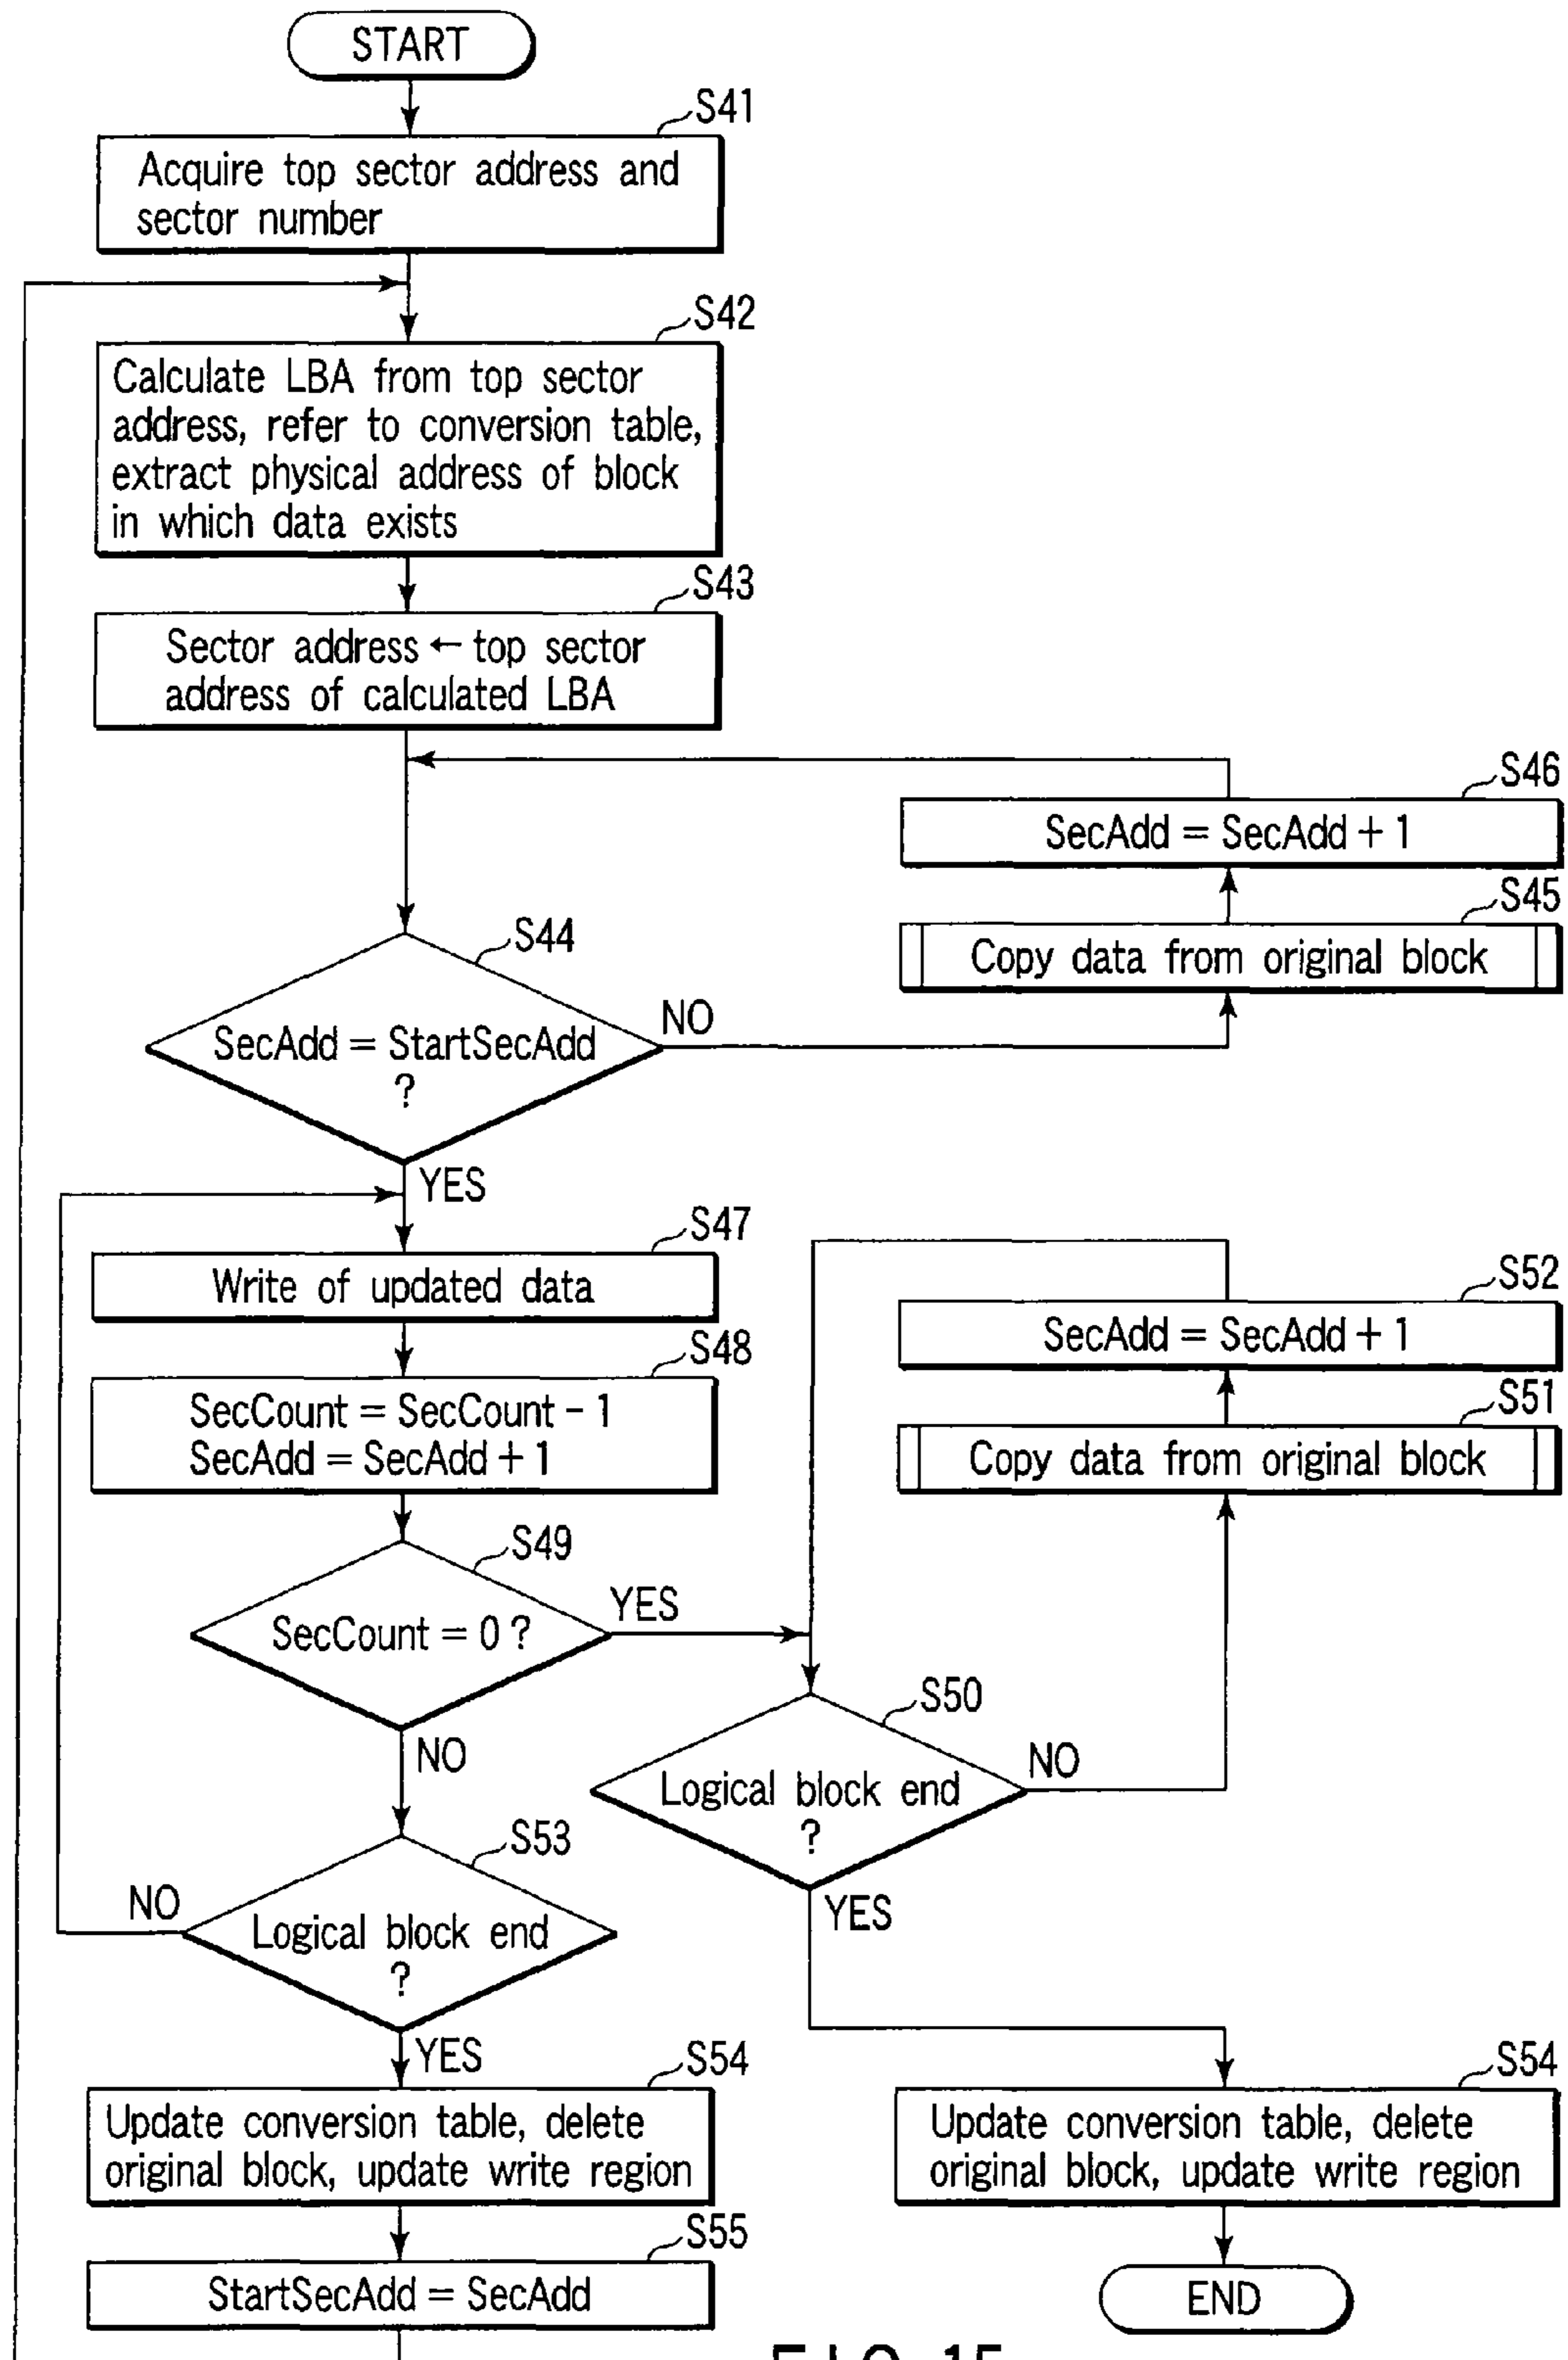 START
S41
Acquire top sector address and
sector number
S42
Calculate LBA from top sector
address, refer to conversion table,
extract physical address of block
in which data exists
S43
Sector address ← top sector
address of calculated LBA
S46
SecAdd = SecAdd + 1
S45
Copy data from original block
S44
SecAdd = StartSecAdd
?
NO
YES
S47
Write of updated data
S48
SecCount = SecCount - 1
SecAdd = SecAdd + 1
S52
SecAdd = SecAdd + 1
S51
Copy data from original block
S49
SecCount = 0 ?
YES
NO
S50
Logical block end
?
NO
YES
S53
Logical block end
?
NO
YES
S54
Update conversion table, delete
original block, update write region
S54
Update conversion table, delete
original block, update write region
S55
StartSecAdd = SecAdd
END